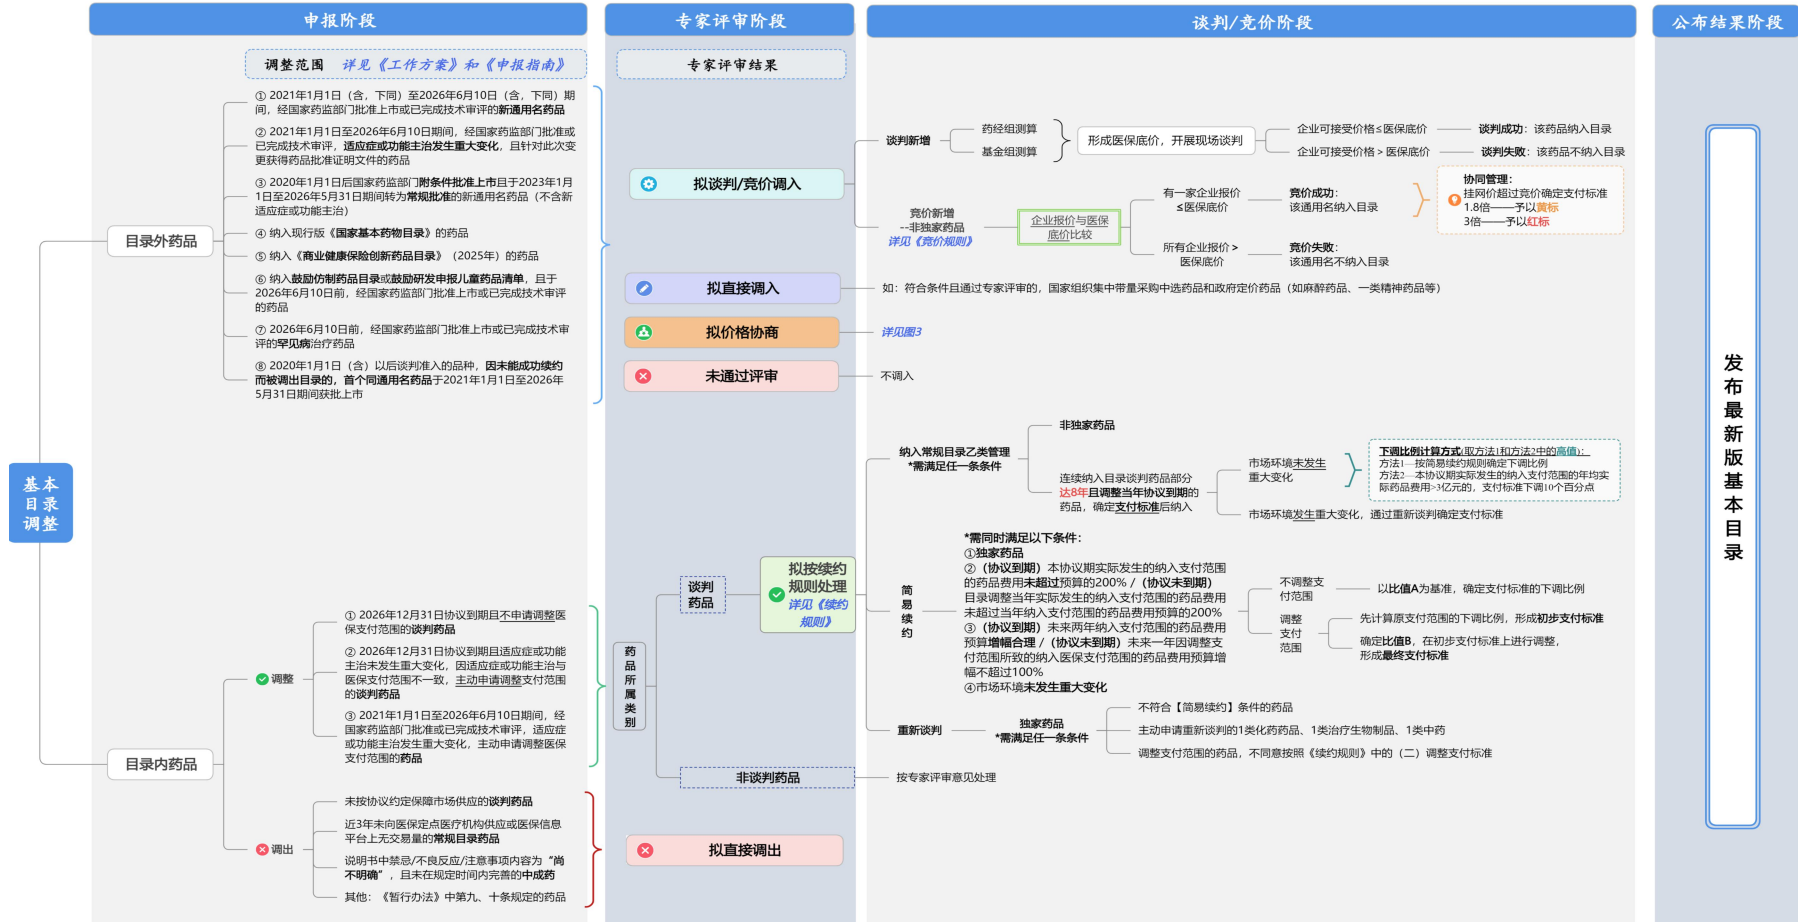 申报阶段
专家评审阶段
谈判/竞价阶段
公布结果阶段
调整范围 详见《工作方案》和《申报指南》
专家评审结果
基本
目录
调整
目录外药品
① 2021年1月1日（含，下同）至2026年6月10日（含，下同）期
间，经国家药监部门批准上市或已完成技术审评的新通用名药品
② 2021年1月1日至2026年6月10日期间，经国家药监部门批准或
已完成技术审评，适应症或功能主治发生重大变化，且针对此次变
更获得药品批准证明文件的药品
③ 2020年1月1日后国家药监部门附条件批准上市且于2023年1月
1日至2026年5月31日期间转为常规批准的新通用名药品（不含新
适应症或功能主治）
④ 纳入现行版《国家基本药物目录》的药品
⑤ 纳入《商业健康保险创新药品目录》（2025年）的药品
⑥ 纳入鼓励仿制药品目录或鼓励研发申报儿童药品清单，且于
2026年6月10日前，经国家药监部门批准上市或已完成技术审评
的药品
⑦ 2026年6月10日前，经国家药监部门批准上市或已完成技术审
评的罕见病治疗药品
⑧ 2020年1月1日（含）以后谈判准入的品种，因未能成功续约
而被调出目录的，首个同通用名药品于2021年1月1日至2026年
5月31日期间获批上市
拟谈判/竞价调入
谈判新增
药经组测算
基金组测算
形成医保底价，开展现场谈判
企业可接受价格≤医保底价
谈判成功：该药品纳入目录
企业可接受价格 > 医保底价
谈判失败：该药品不纳入目录
竞价新增
--非独家药品
详见《竞价规则》
企业报价与医保
底价比较
有一家企业报价
≤医保底价
竞价成功：
该通用名纳入目录
协同管理：
挂网价超过竞价确定支付标准
1.8倍——予以黄标
3倍——予以红标
所有企业报价 >
医保底价
竞价失败：
该通用名不纳入目录
拟直接调入
如：符合条件且通过专家评审的，国家组织集中带量采购中选药品和政府定价药品（如麻醉药品、一类精神药品等）
拟价格协商
详见图3
未通过评审
不调入
目录内药品
调整
① 2026年12月31日协议到期且不申请调整医
保支付范围的谈判药品
② 2026年12月31日协议到期且适应症或功能
主治未发生重大变化，因适应症或功能主治与
医保支付范围不一致，主动申请调整支付范围
的谈判药品
③ 2021年1月1日至2026年6月10日期间，经
国家药监部门批准或已完成技术审评，适应症
或功能主治发生重大变化，主动申请调整医保
支付范围的药品
调出
未按协议约定保障市场供应的谈判药品
近3年未向医保定点医疗机构供应或医保信息
平台上无交易量的常规目录药品
说明书中禁忌/不良反应/注意事项内容为“尚
不明确”，且未在规定时间内完善的中成药
其他：《暂行办法》中第九、十条规定的药品
药
品
所
属
类
别
谈判
药品
拟按续约
规则处理
详见《续约
规则》
纳入常规目录乙类管理
*需满足任一条件
非独家药品
连续纳入目录谈判药品部分
达8年且调整当年协议到期的
药品，确定支付标准后纳入
市场环境未发生
重大变化
下调比例计算方式(取方法1和方法2中的高值)：
方法1—按简易续约规则确定下调比例
方法2—本协议期实际发生的纳入支付范围的年均实
际药品费用>3亿元的，支付标准下调10个百分点
市场环境发生重大变化，通过重新谈判确定支付标准
简
易
续
约
*需同时满足以下条件：
①独家药品
②（协议到期）本协议期实际发生的纳入支付范围
的药品费用未超过预算的200% /（协议未到期）
目录调整当年实际发生的纳入支付范围的药品费用
未超过当年纳入支付范围的药品费用预算的200%
③（协议到期）未来两年纳入支付范围的药品费用
预算增幅合理 /（协议未到期）未来一年因调整支
付范围所致的纳入医保支付范围的药品费用预算增
幅不超过100%
④市场环境未发生重大变化
不调整支
付范围
以比值A为基准，确定支付标准的下调比例
调整
支付
范围
先计算原支付范围的下调比例，形成初步支付标准
确定比值B，在初步支付标准上进行调整，
形成最终支付标准
重新谈判
独家药品
*需满足任一条件
不符合【简易续约】条件的药品
主动申请重新谈判的1类化药药品、1类治疗生物制品、1类中药
调整支付范围的药品，不同意按照《续约规则》中的（二）调整支付标准
非谈判药品
按专家评审意见处理
拟直接调出
发
布
最
新
版
基
本
目
录